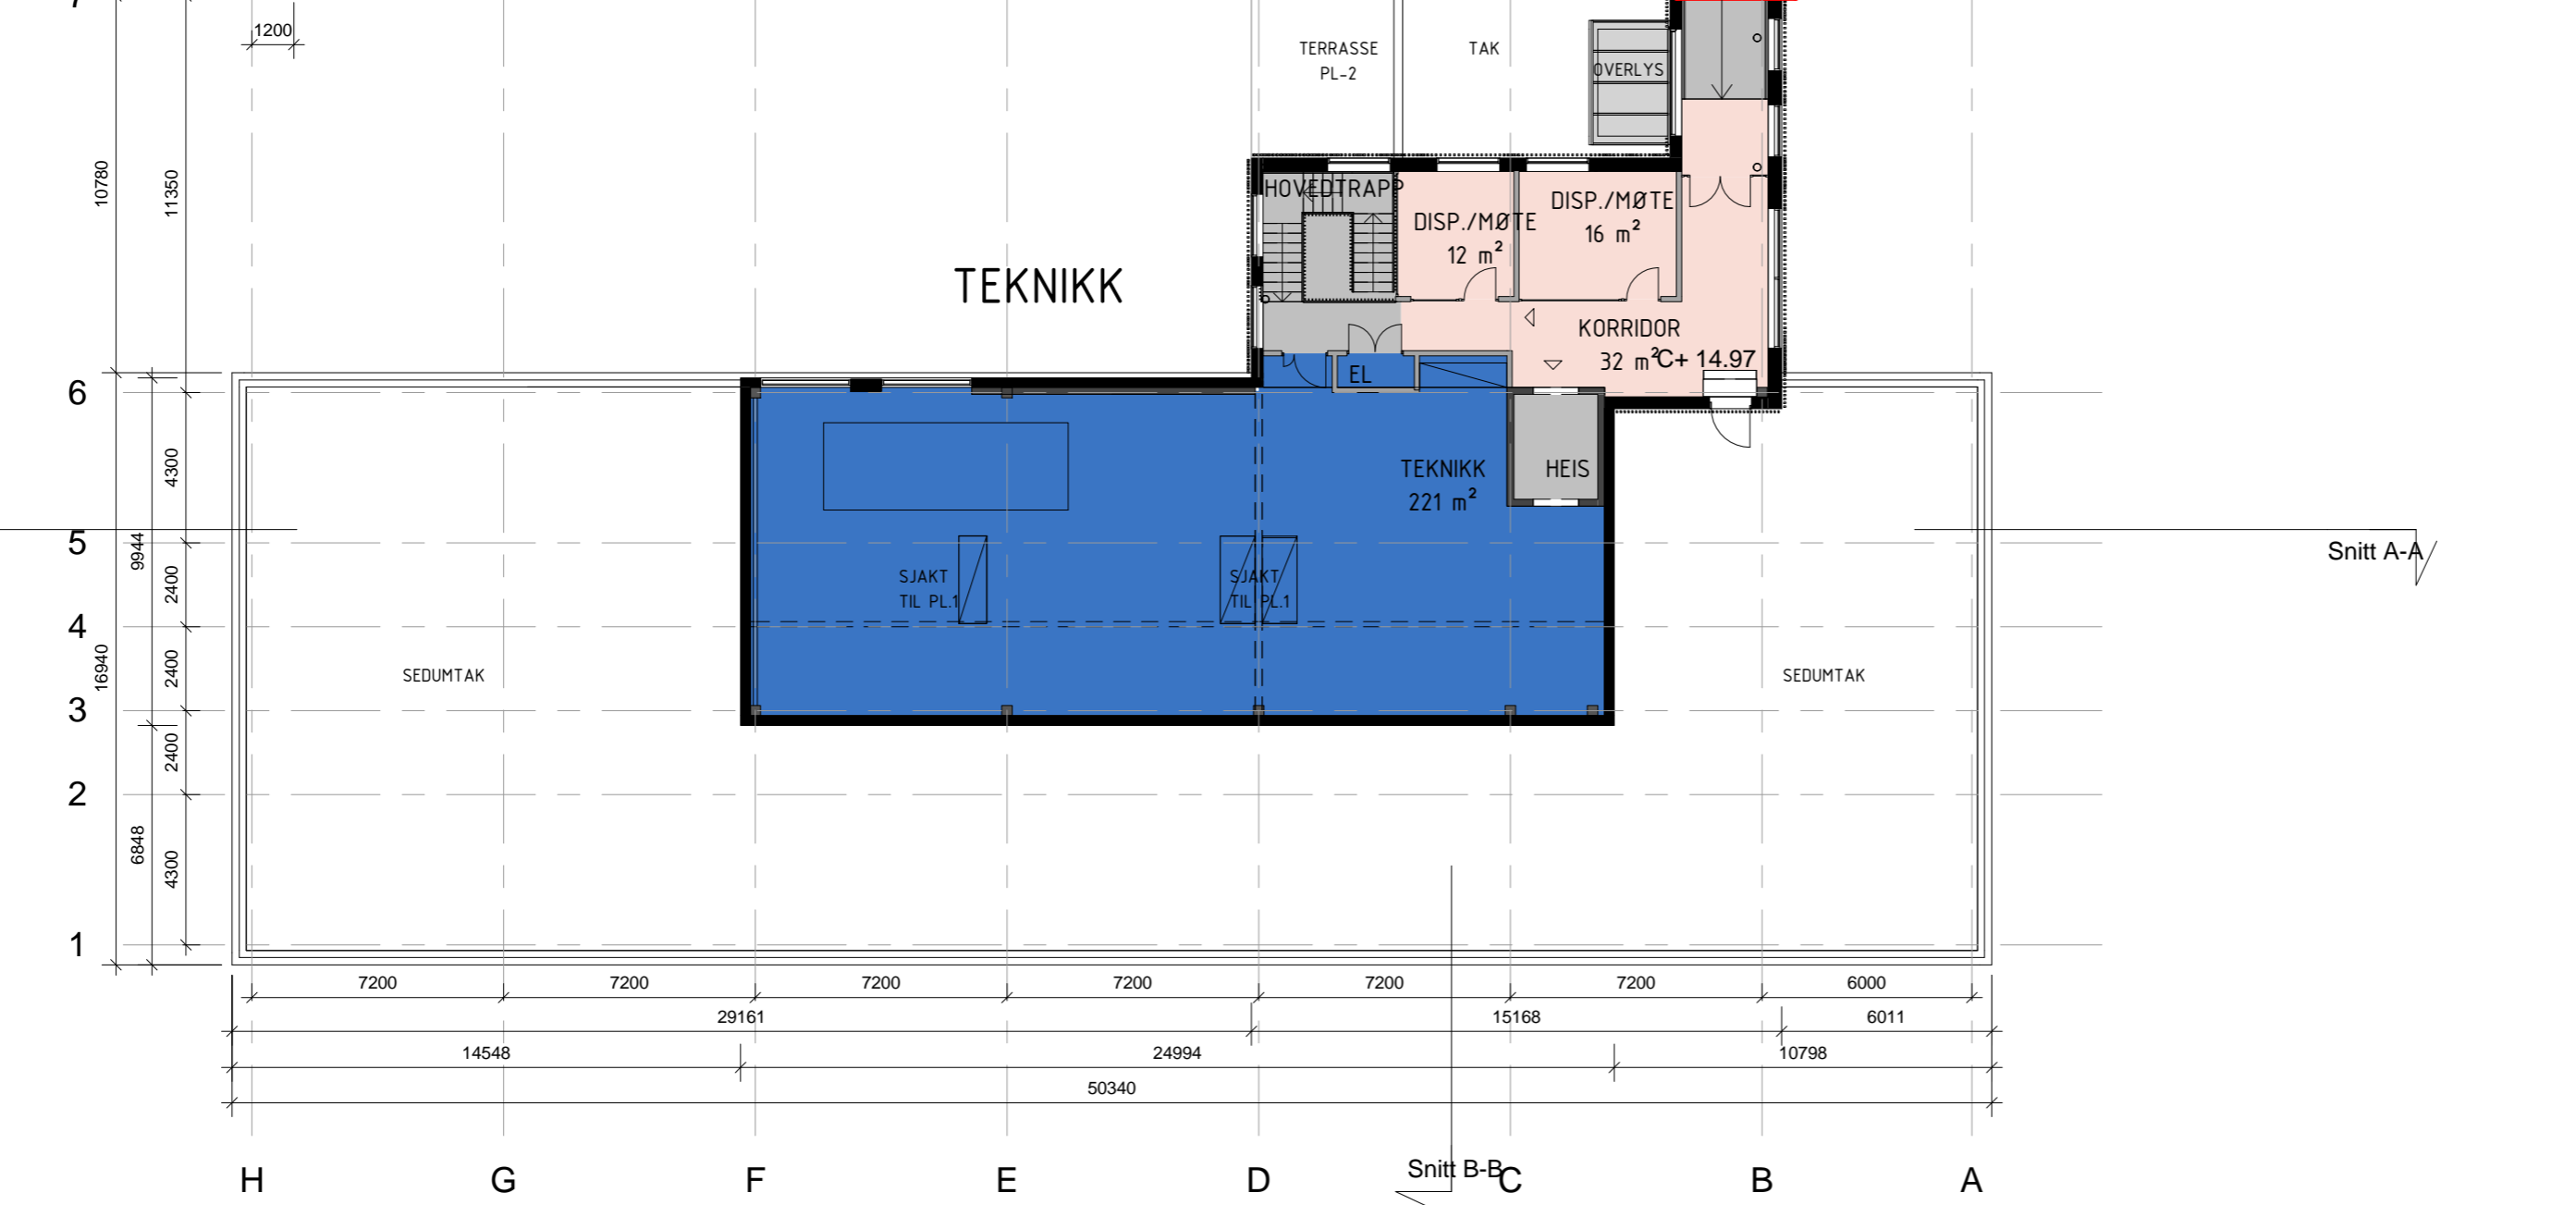 7
1200
TERRASSE
PL-2
TAK
OVERLYS
10780
11350
HOVEDTRAPP
DISP./MØTE
12 m²
DISP./MØTE
16 m²
TEKNIKK
KORRIDOR
32 m²
C+ 14.97
EL
6
4300
TEKNIKK
221 m²
HEIS
5
9944
Snitt A-A
2400
SJAKT
TIL PL.1
SJAKT
TIL PL.1
4
16940
2400
SEDUMTAK
SEDUMTAK
3
2400
2
6848
4300
1
7200
7200
7200
7200
7200
7200
6000
29161
15168
6011
14548
24994
10798
50340
Snitt B-B
H
G
F
E
D
C
B
A